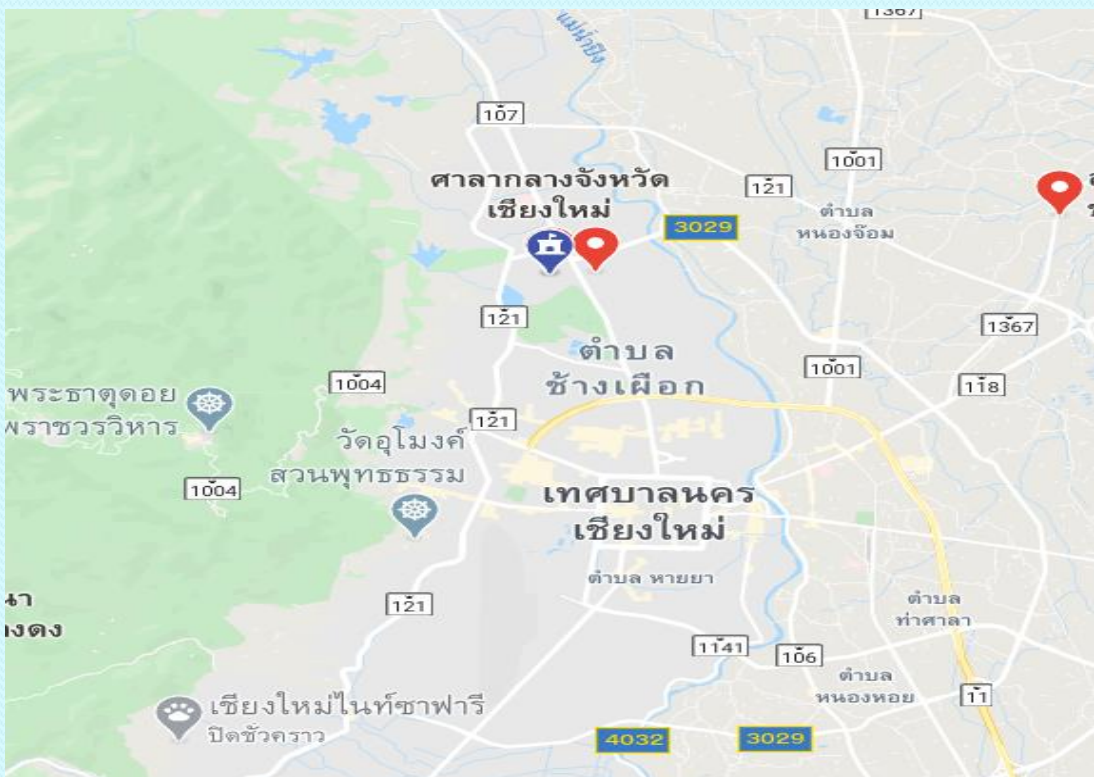 1367
แม่น้ำปิง
107
1001
121
ศาลากลางจังหวัด
เชียงใหม่
ตำบล
หนองจ๊อม
3029
121
1367
ตำบล
ช้างเผือก
1001
118
1004
พระธาตุดอย
พราชวรวิหาร
121
วัดอุโมงค์
สวนพุทธธรรม
1004
เทศบาลนคร
เชียงใหม่
ตำบล หายยา
121
ตำบล
ท่าศาลา
นา
างดง
1141
106
ตำบล
หนองหอย
11
เชียงใหม่ไนท์ซาฟารี
ปิดชั่วคราว
4032
3029